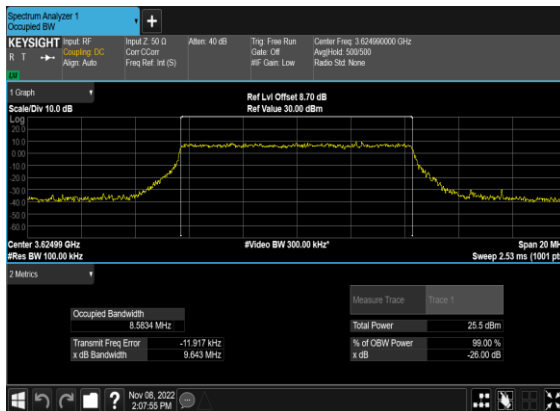 Spectrum Analyzer 1
Occupied BW
KEYSIGHT
R T
Input: RF
Coupling: DC
Align: Auto
Input Z: 50 Ω
Corr CCorr
Freq Ref: Int (S)
Atten: 40 dB
Trig: Free Run
Gate: Off
#IF Gain: Low
Center Freq: 3.624990000 GHz
Avg|Hold: 500/500
Radio Std: None
1 Graph
Scale/Div 10.0 dB
Ref Lvl Offset 8.70 dB
Ref Value 30.00 dBm
Log
20.0
10.0
0.00
-10.0
-20.0
-30.0
-40.0
-50.0
-60.0
Center 3.62499 GHz
#Res BW 100.00 kHz
#Video BW 300.00 kHz*
Span 20 MH
Sweep 2.53 ms (1001 pts
2 Metrics
Occupied Bandwidth
8.5834 MHz
Transmit Freq Error -11.917 kHz
x dB Bandwidth 9.643 MHz
Measure Trace Trace 1
Total Power 25.5 dBm
% of OBW Power 99.00 %
x dB -26.00 dB
?
Nov 08, 2022
2:07:55 PM